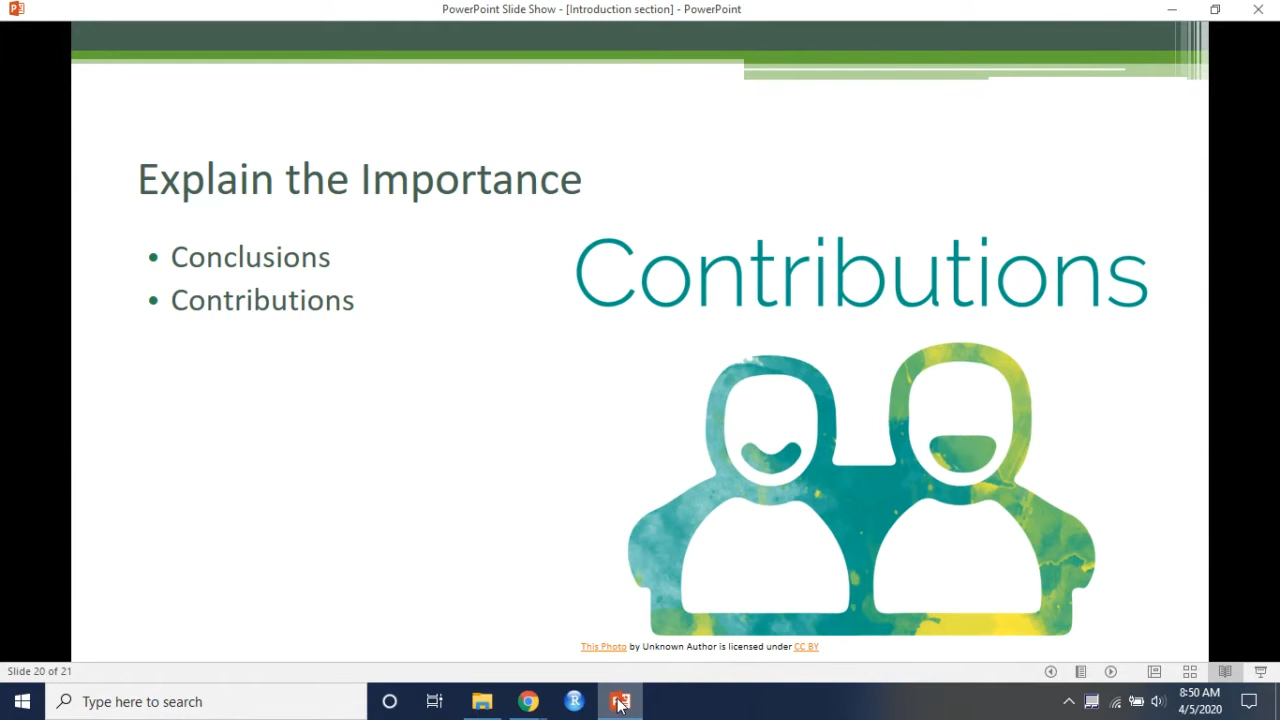 PowerPoint Slide Show - [Introduction section] - PowerPoint
Explain the Importance
• Conclusions
• Contributions
Contributions
This Photo by Unknown Author is licensed under CC BY
Slide 20 of 21
Type here to search
8:50 AM
4/5/2020